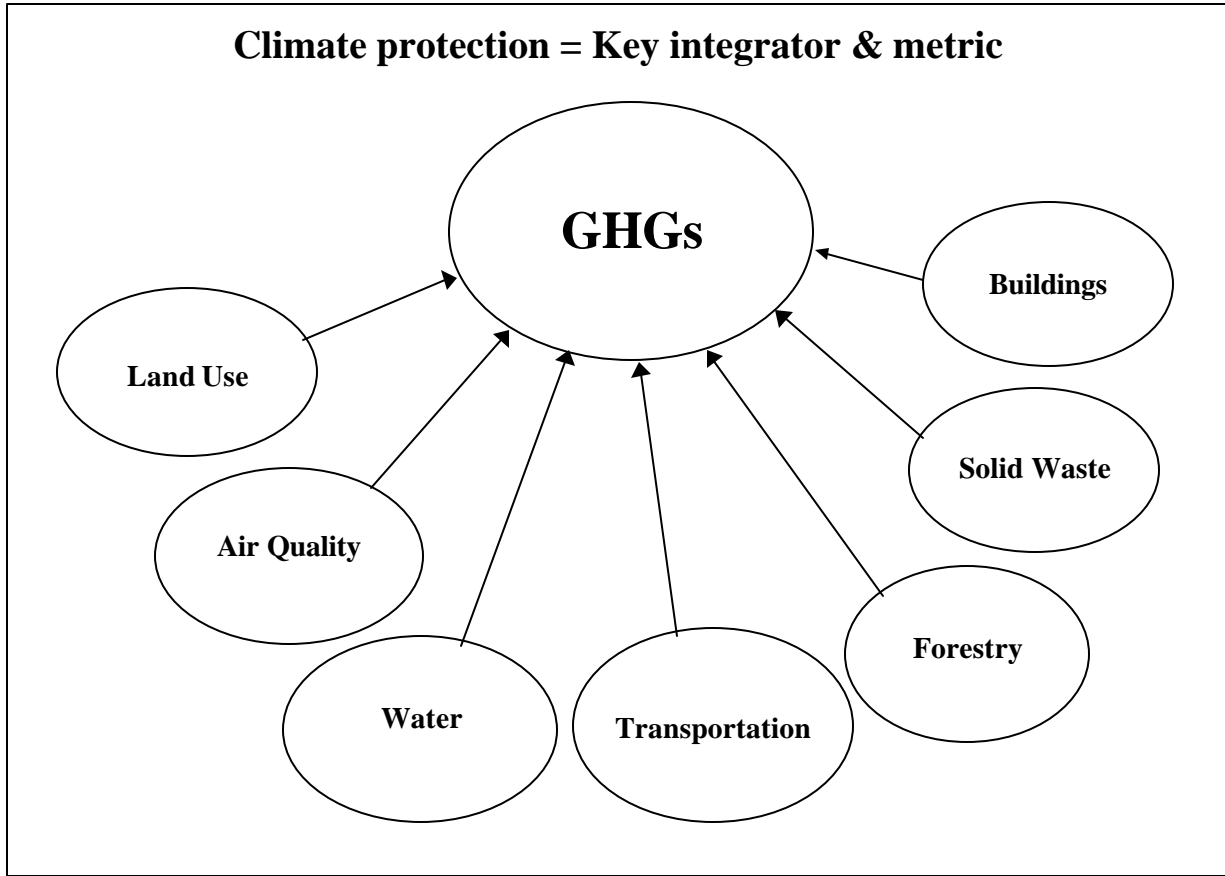 Climate protection = Key integrator & metric
GHGs
Buildings
Land Use
Solid Waste
Air Quality
Forestry
Water
Transportation